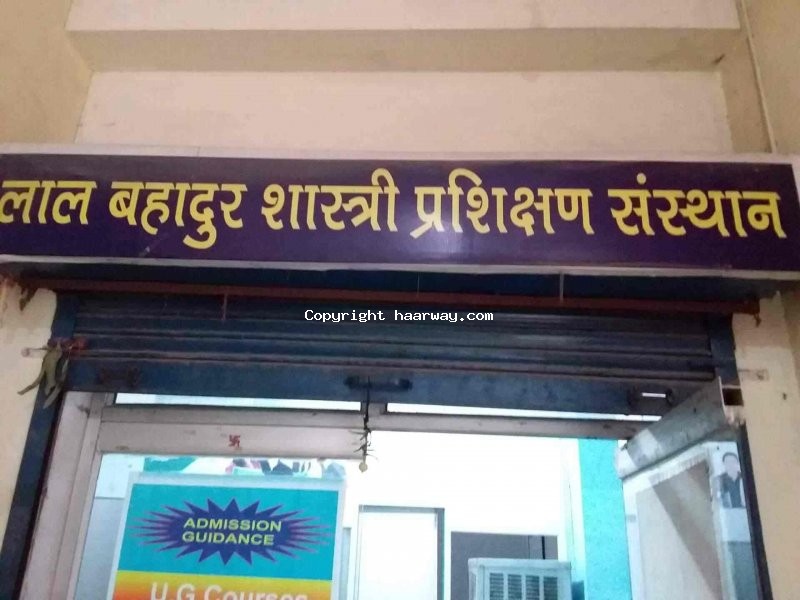 लाल बहादुर शास्त्री प्रशिक्षण संस्थान
Copyright haarway.com
ADMISSION
GUIDANCE
U.G Courses